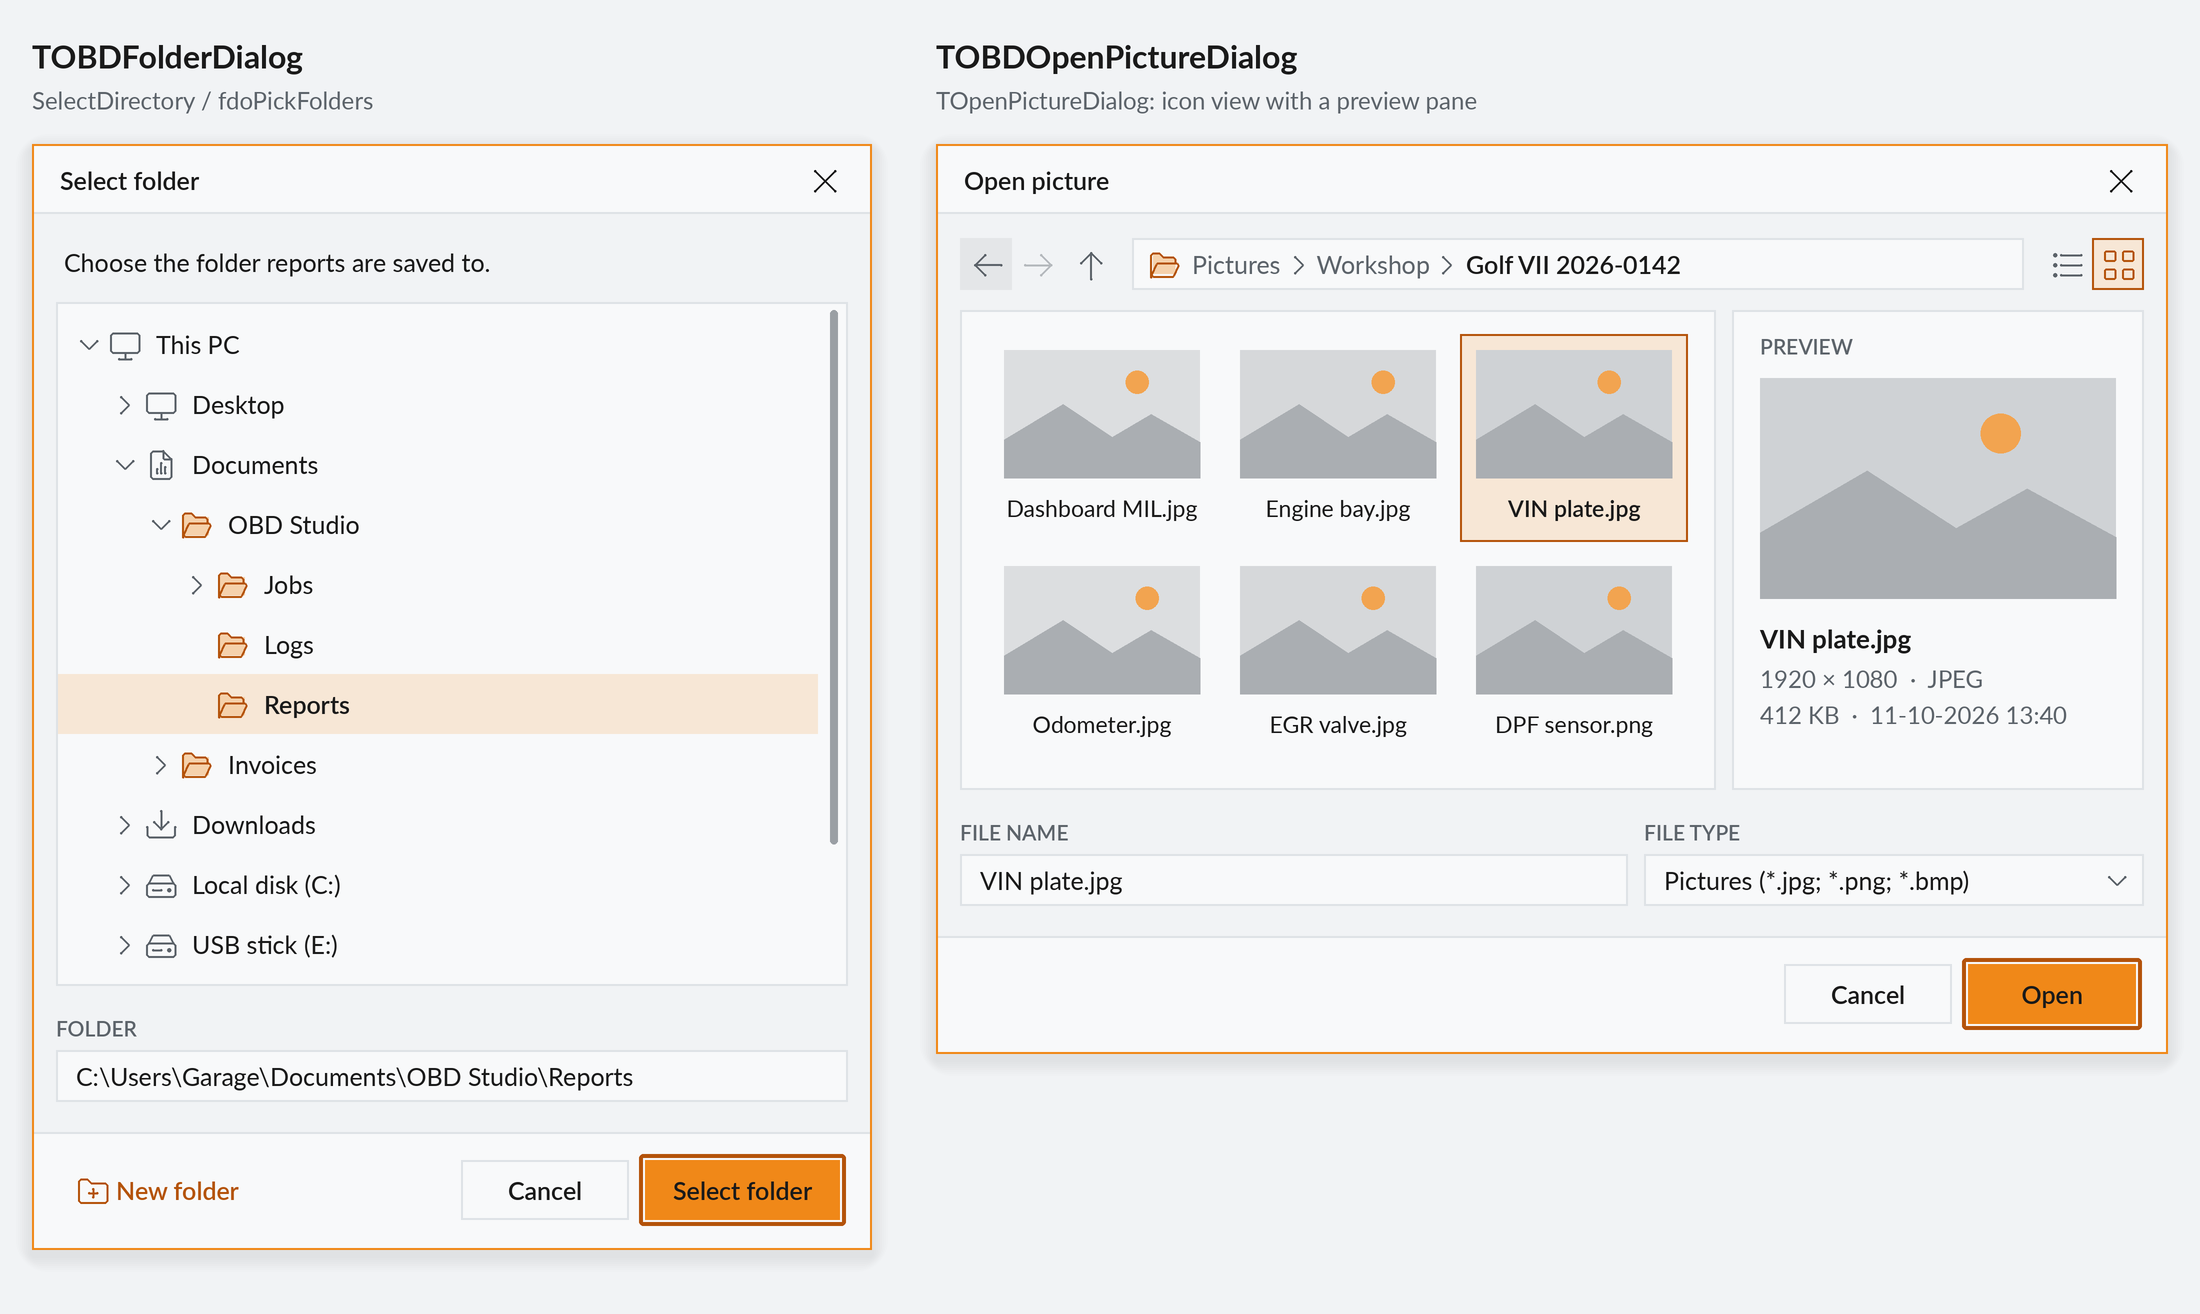 TOBDFolderDialog
SelectDirectory / fdoPickFolders
Select folder
Choose the folder reports are saved to.
This PC
Desktop
Documents
OBD Studio
Jobs
Logs
Reports
Invoices
Downloads
Local disk (C:)
USB stick (E:)
FOLDER
C:\Users\Garage\Documents\OBD Studio\Reports
New folder
Cancel
Select folder
TOBDOpenPictureDialog
TOpenPictureDialog: icon view with a preview pane
Open picture
Pictures > Workshop > Golf VII 2026-0142
Dashboard MIL.jpg
Engine bay.jpg
VIN plate.jpg
Odometer.jpg
EGR valve.jpg
DPF sensor.png
PREVIEW
VIN plate.jpg
1920 × 1080 · JPEG
412 KB · 11-10-2026 13:40
FILE NAME
VIN plate.jpg
FILE TYPE
Pictures (*.jpg; *.png; *.bmp)
Cancel
Open